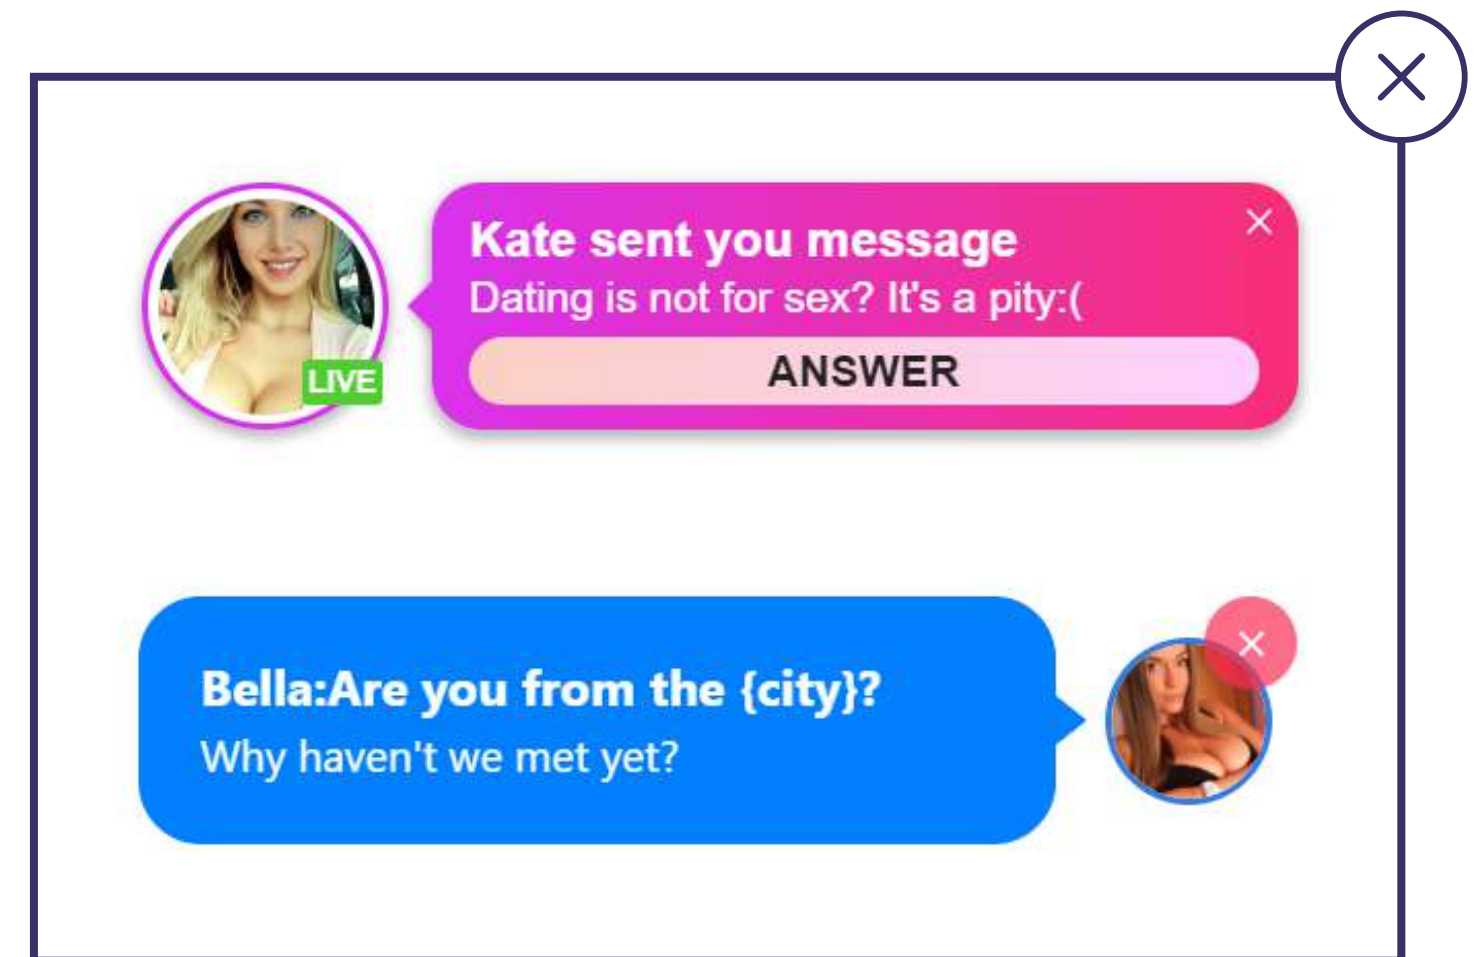 Kate sent you message
Dating is not for sex? It's a pity:(
ANSWER
LIVE
Bella:Are you from the {city}?
Why haven't we met yet?